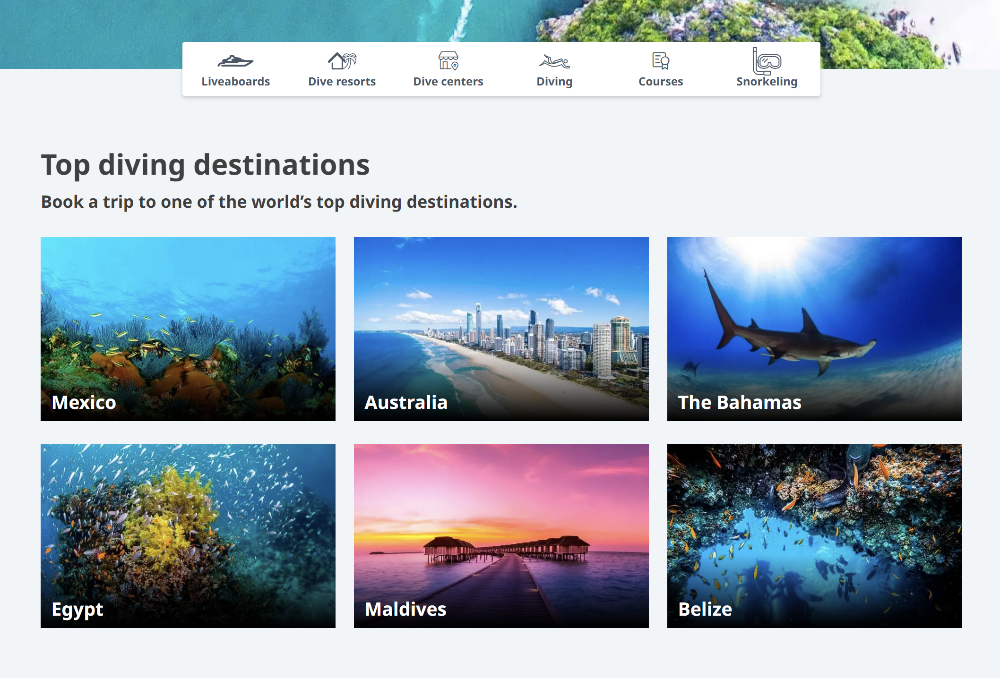 Liveaboards
Dive resorts
Dive centers
Diving
Courses
Snorkeling
Top diving destinations
Book a trip to one of the world’s top diving destinations.
Mexico
Australia
The Bahamas
Egypt
Maldives
Belize